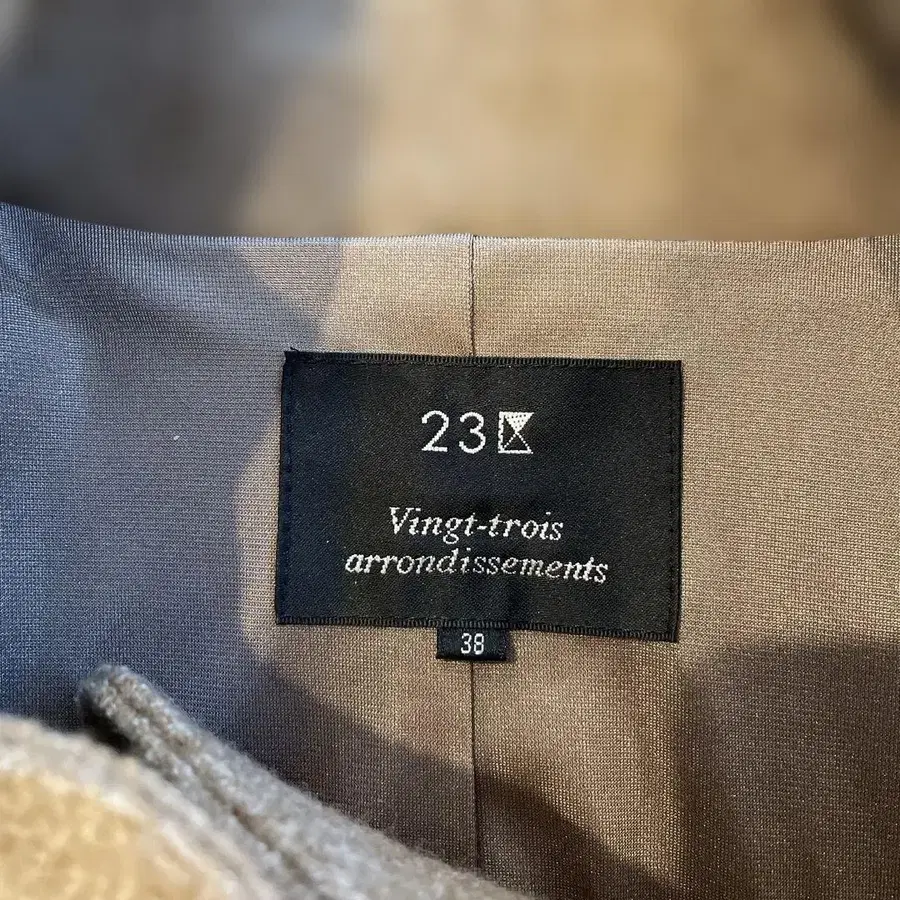 23区
Vingt-trois
arrondissements
38